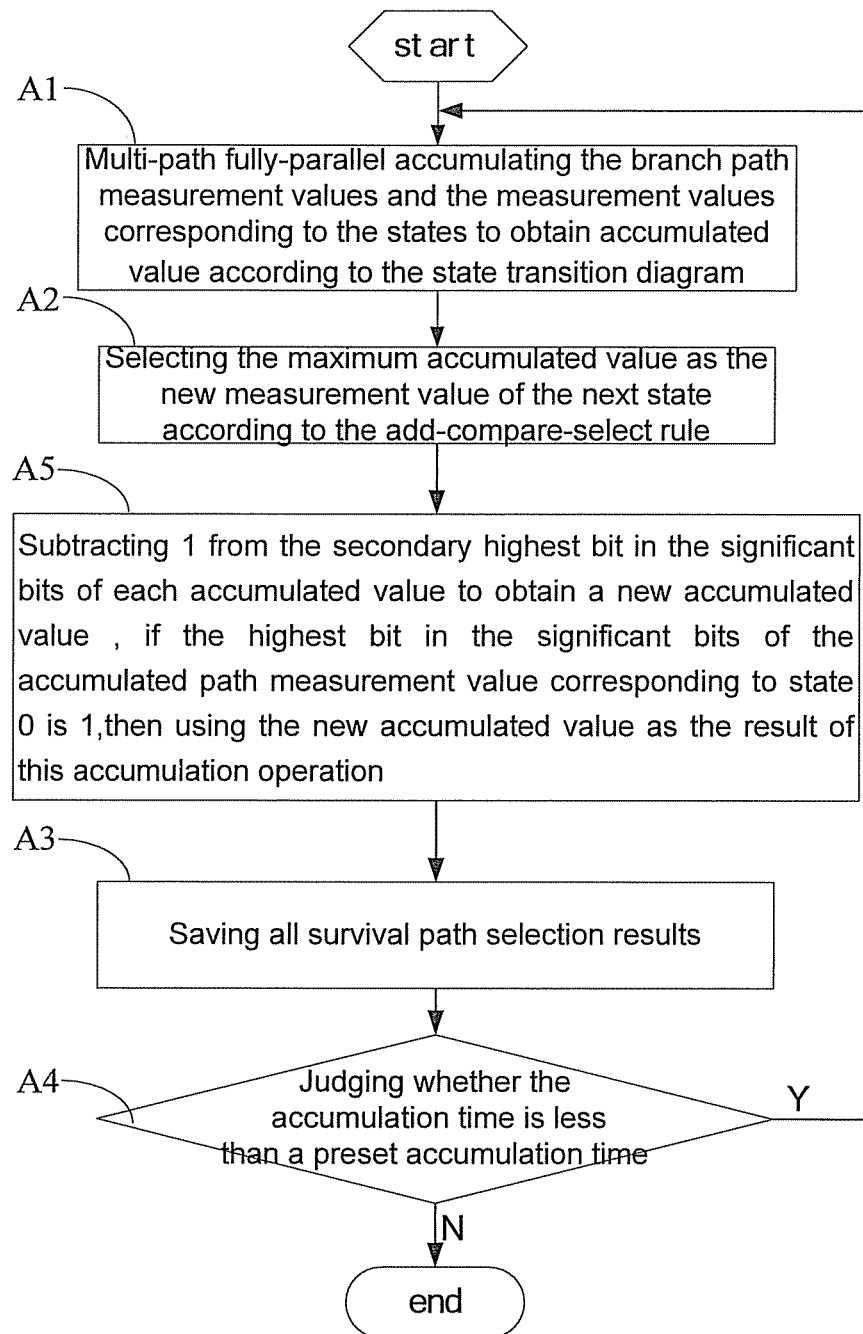 start
A1
Multi-path fully-parallel accumulating the branch path
measurement values and the measurement values
corresponding to the states to obtain accumulated
value according to the state transition diagram
A2
Selecting the maximum accumulated value as the
new measurement value of the next state
according to the add-compare-select rule
A5
Subtracting 1 from the secondary highest bit in the significant
bits of each accumulated value to obtain a new accumulated
value , if the highest bit in the significant bits of the
accumulated path measurement value corresponding to state
0 is 1,then using the new accumulated value as the result of
this accumulation operation
A3
Saving all survival path selection results
A4
Judging whether the
accumulation time is less
than a preset accumulation time
Y
N
end